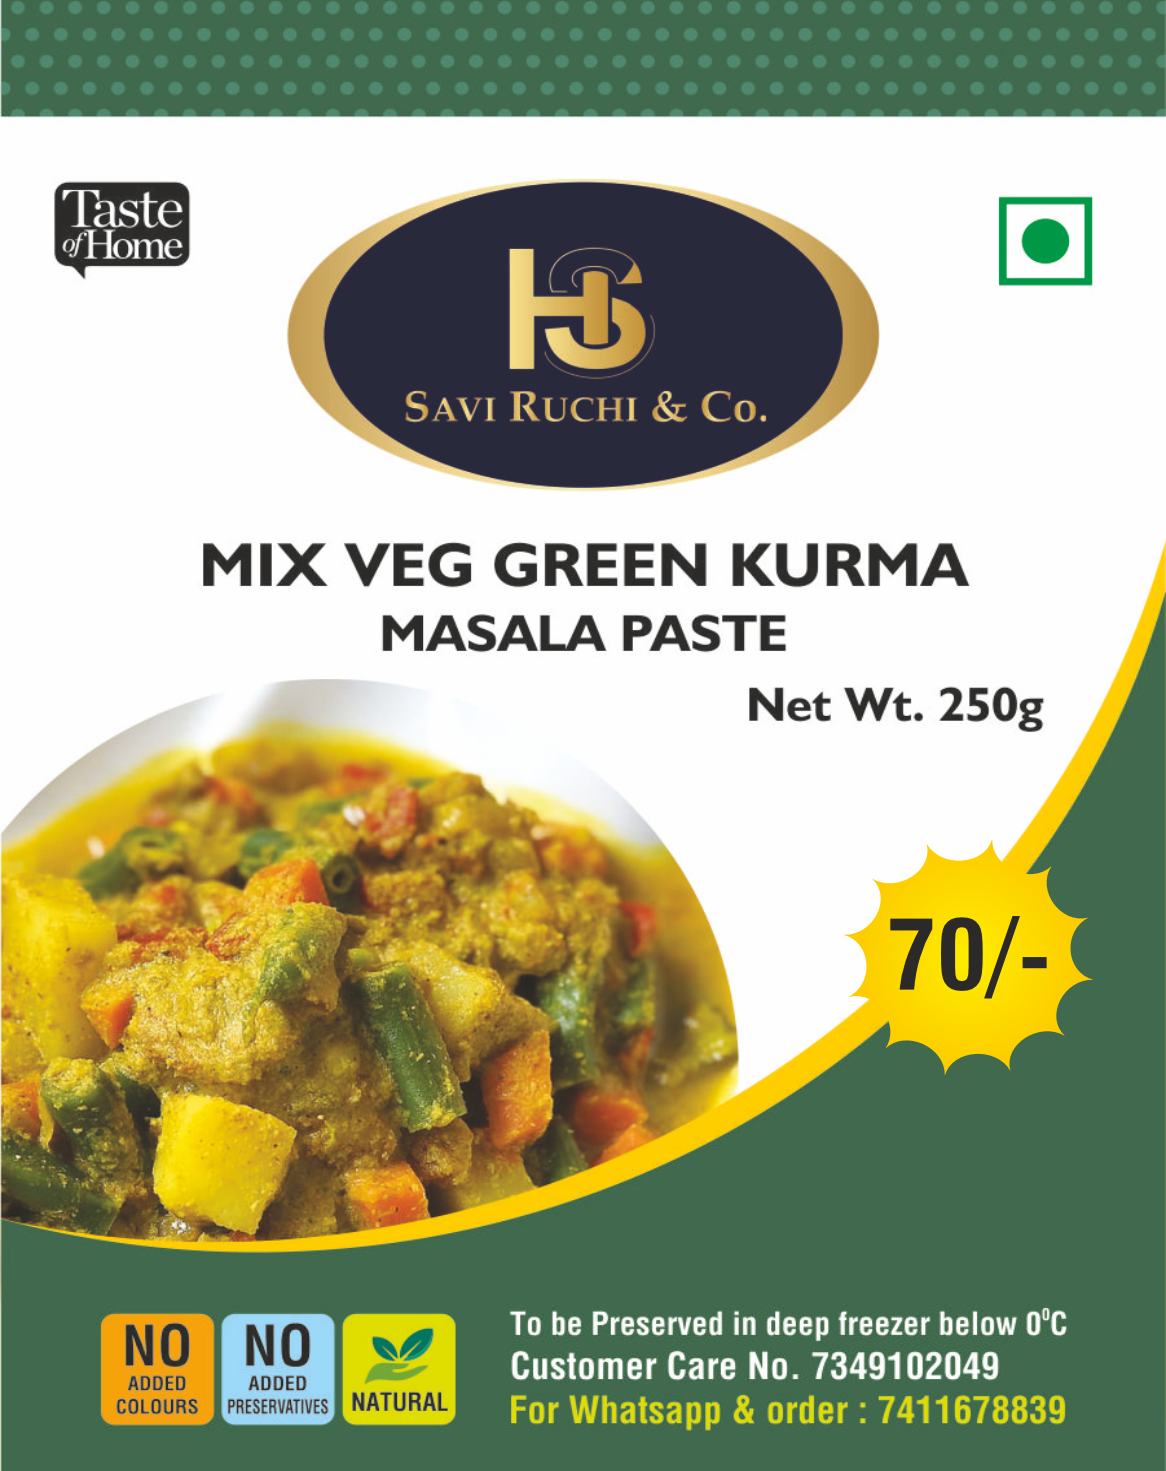 Taste
of Home
HS
SAVI RUCHI & Co.
MIX VEG GREEN KURMA
MASALA PASTE
Net Wt. 250g
70/-
NO
ADDED
COLOURS
NO
ADDED
PRESERVATIVES
NATURAL
To be Preserved in deep freezer below 0⁰C
Customer Care No. 7349102049
For Whatsapp & order : 7411678839